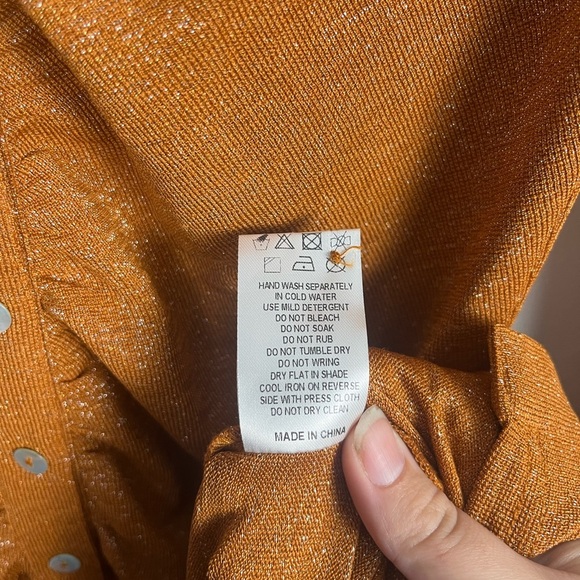 HAND WASH SEPARATELY
IN COLD WATER
USE MILD DETERGENT
DO NOT BLEACH
DO NOT SOAK
DO NOT RUB
DO NOT TUMBLE DRY
DO NOT WRING
DRY FLAT IN SHADE
COOL IRON ON REVERSE
SIDE WITH PRESS CLOTH
DO NOT DRY CLEAN
MADE IN CHINA